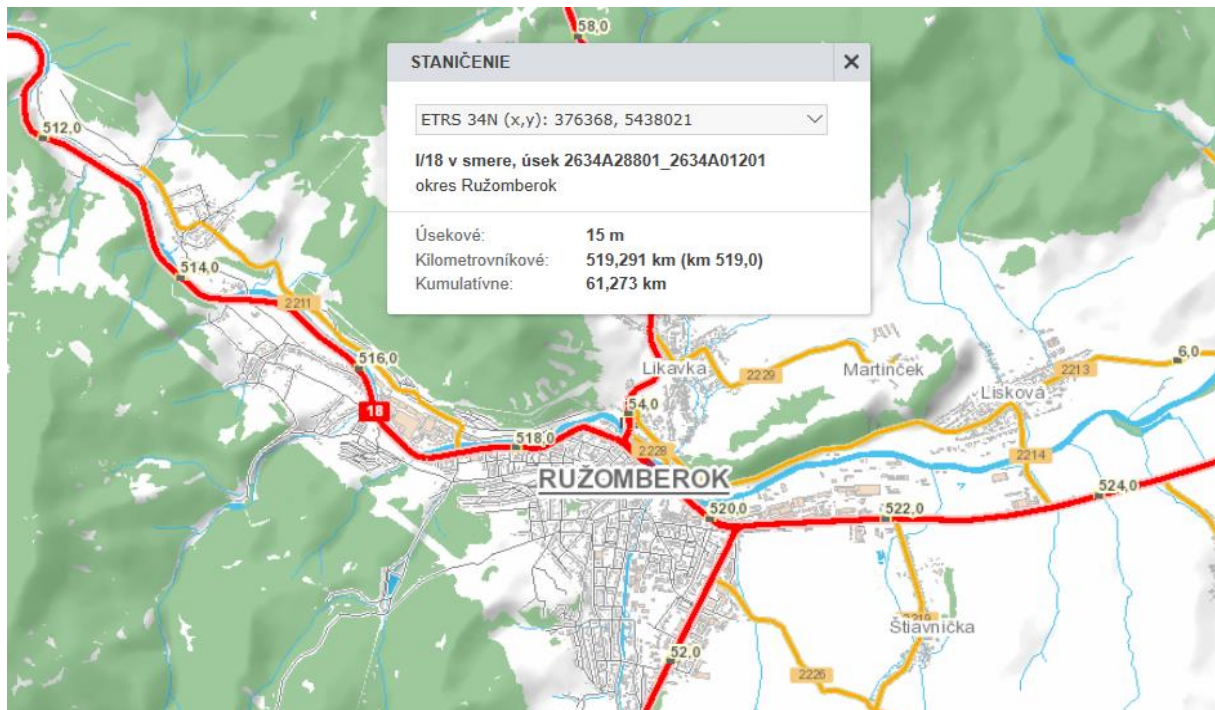 58,0
STANIČENIE
ETRS 34N (x,y): 376368, 5438021
I/18 v smere, úsek 2634A28801_2634A01201
okres Ružomberok
Úsekové: 15 m
Kilometrovníkové: 519,291 km (km 519,0)
Kumulatívne: 61,273 km
512,0
514,0
2211
516,0
6,0
Likavka
2229
Martinček
2213
Lisková
18
54,0
518,0
2228
2214
RUŽOMBEROK
524,0
520,0
522,0
2219
Štiavnička
52,0
2226